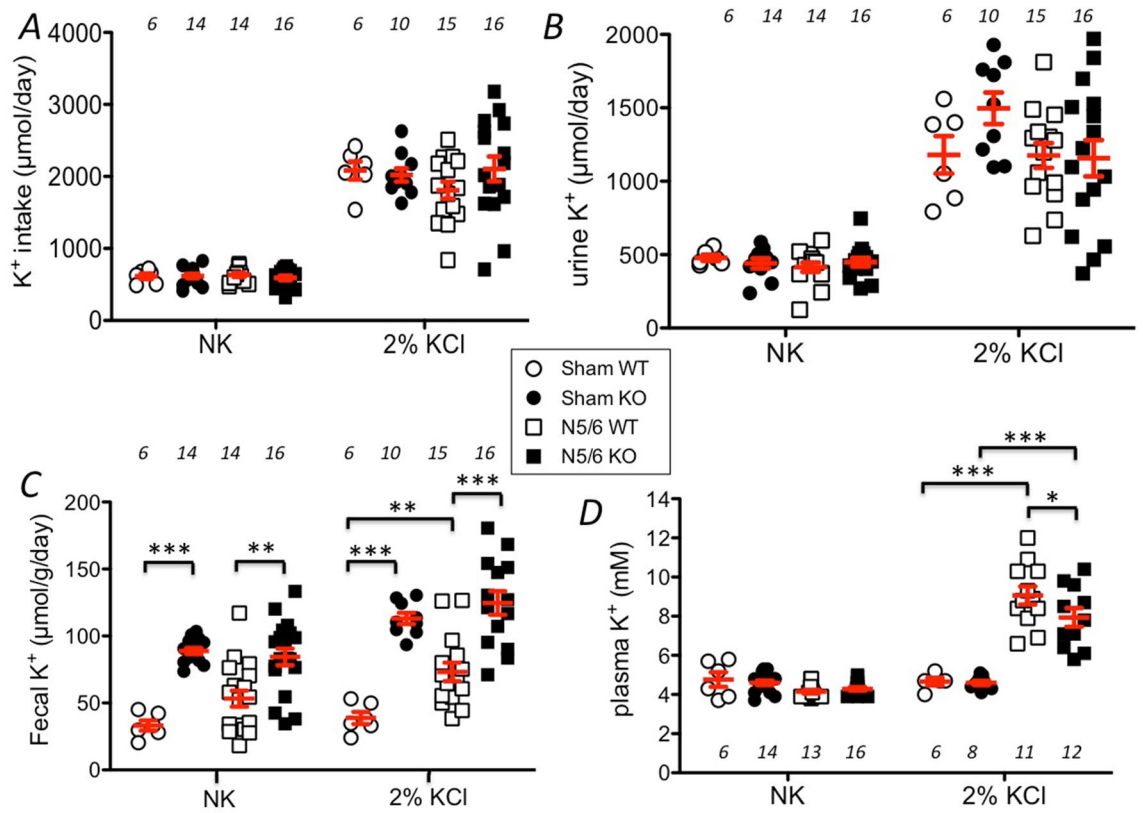 A
6 14 14 16 6 10 15 16
K+ intake (μmol/day)
4000
3000
2000
1000
0
NK 2% KCl
B
6 14 14 16 6 10 15 16
urine K+ (μmol/day)
2000
1500
1000
500
0
NK 2% KCl
Sham WT
Sham KO
N5/6 WT
N5/6 KO
C
6 14 14 16 6 10 15 16
Fecal K+ (μmol/g/day)
200
150
100
50
0
*** ** *** ** ***
NK 2% KCl
D
plasma K+ (mM)
14
12
10
8
6
4
2
0
***
***
*
6 14 13 16 6 8 11 12
NK 2% KCl